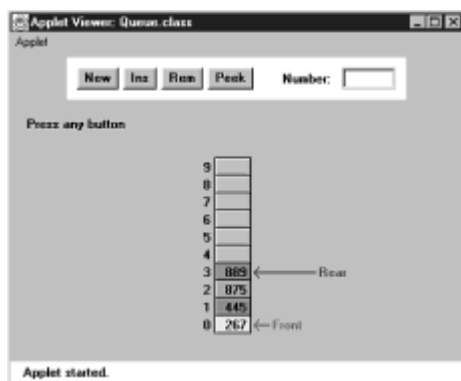 Applet Viewer: Queue.class
Applet
New Ins Rem Peek Number:
Press any button
9
8
7
6
5
4
3 889 Rear
2 875
1 445
0 267 Front
Applet started.